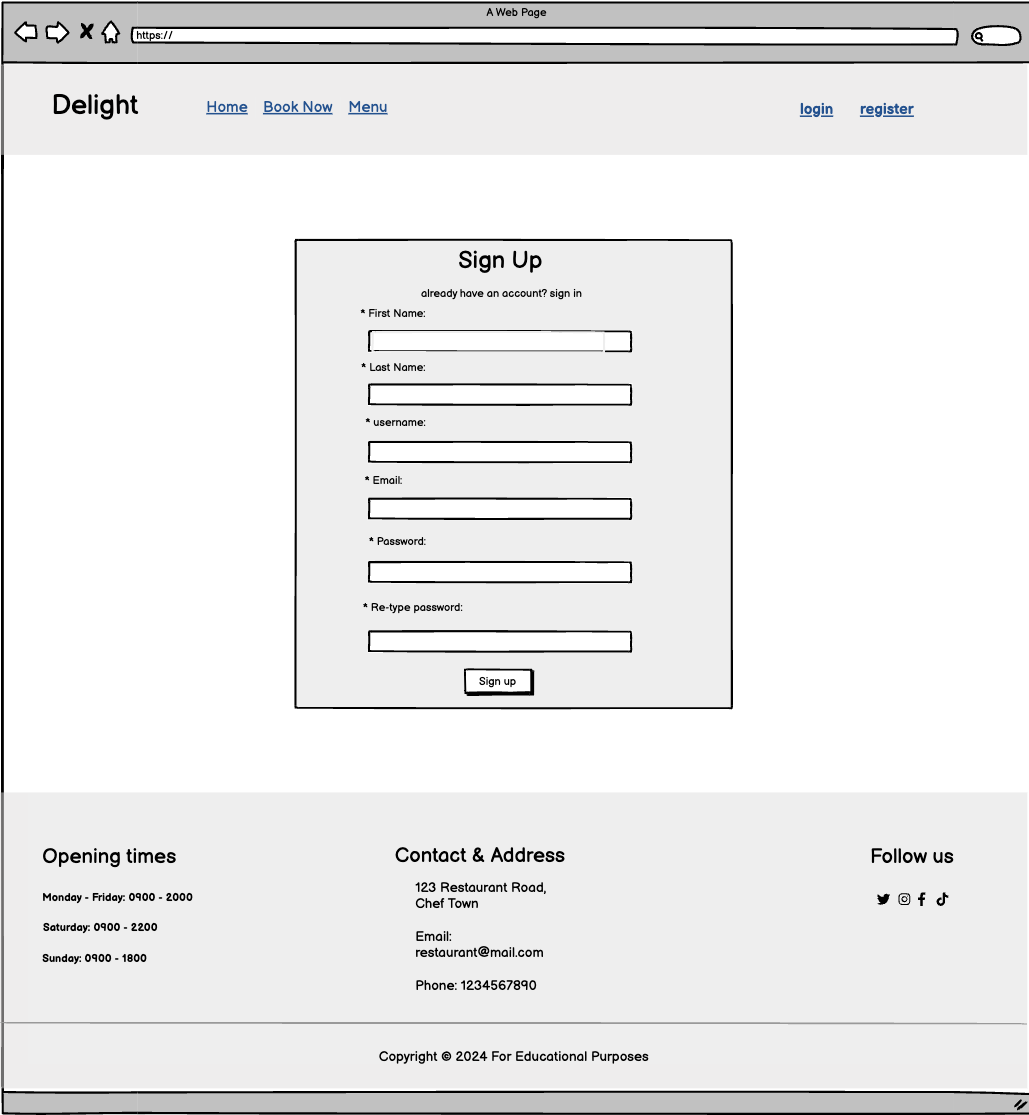 A Web Page
https://
Delight
Home Book Now Menu
login register
Sign Up
already have an account? sign in
* First Name:
* Last Name:
* username:
* Email:
* Password:
* Re-type password:
Sign up
Opening times
Monday - Friday: 0900 - 2000
Saturday: 0900 - 2200
Sunday: 0900 - 1800
Contact & Address
123 Restaurant Road,
Chef Town
Email:
restaurant@mail.com
Phone: 1234567890
Follow us
Copyright © 2024 For Educational Purposes